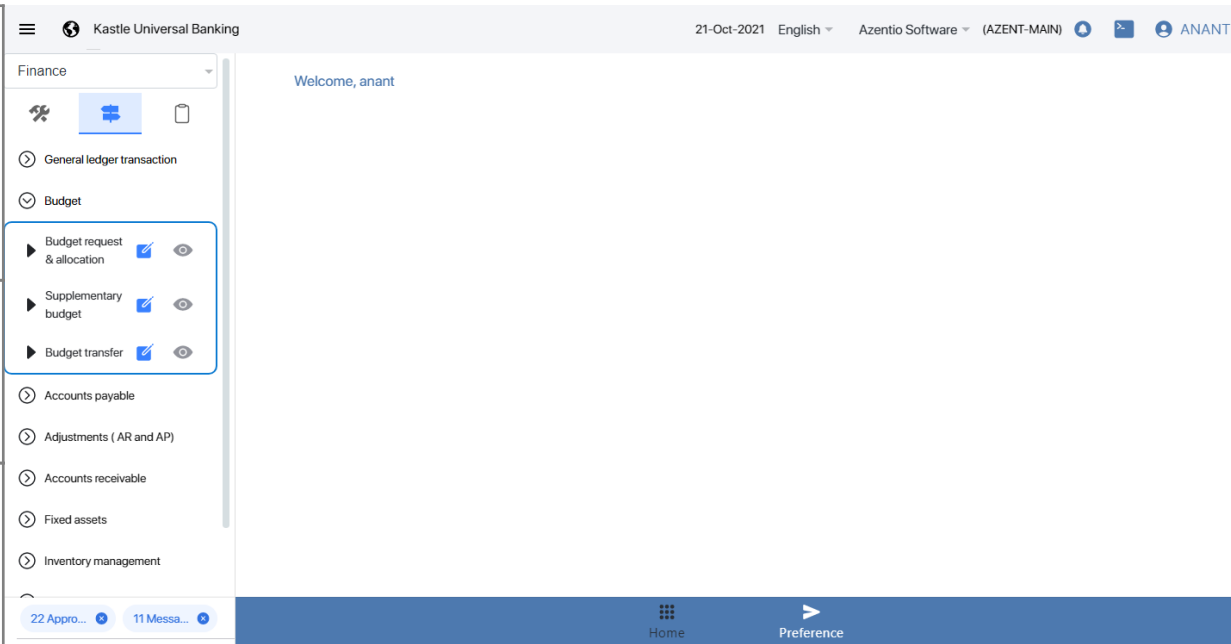 Kastle Universal Banking
21-Oct-2021 English Azentio Software (AZENT-MAIN) ANANT
Finance
Welcome, anant
General ledger transaction
Budget
Budget request
& allocation
Supplementary
budget
Budget transfer
Accounts payable
Adjustments ( AR and AP)
Accounts receivable
Fixed assets
Inventory management
22 Appro... 11 Messa...
Home
Preference